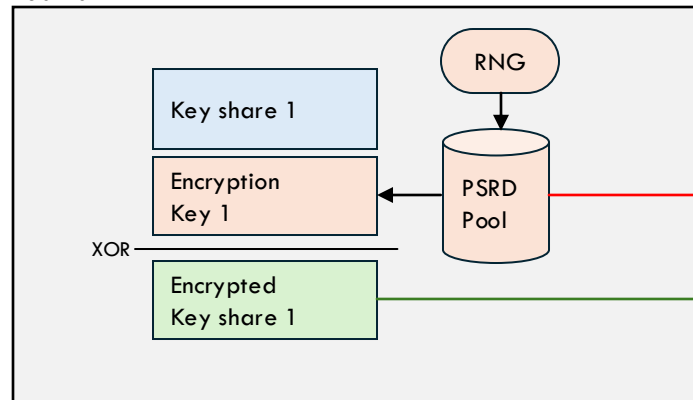 RNG
Key share 1
Encryption
Key 1
PSRD
Pool
XOR
Encrypted
Key share 1